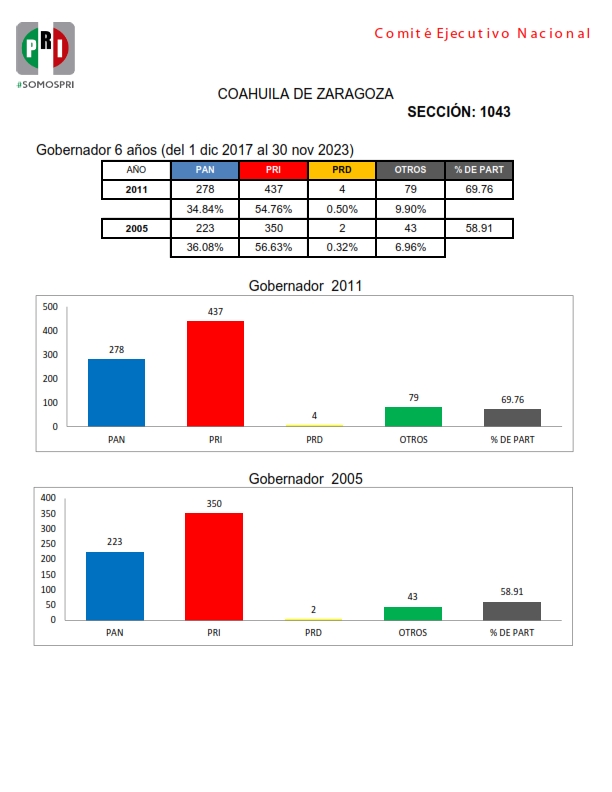 Comité Ejecutivo Nacional
PRI
#SOMOSPRI
COAHUILA DE ZARAGOZA
SECCIÓN: 1043
Gobernador 6 años (del 1 dic 2017 al 30 nov 2023)
AÑO PAN PRI PRD OTROS % DE PART
2011 278 437 4 79 69.76
34.84% 54.76% 0.50% 9.90%
2005 223 350 2 43 58.91
36.08% 56.63% 0.32% 6.96%
Gobernador 2011
500
400
300
200
100
0
278
437
4
79
69.76
PAN PRI PRD OTROS % DE PART
Gobernador 2005
400
350
300
250
200
150
100
50
0
223
350
2
43
58.91
PAN PRI PRD OTROS % DE PART